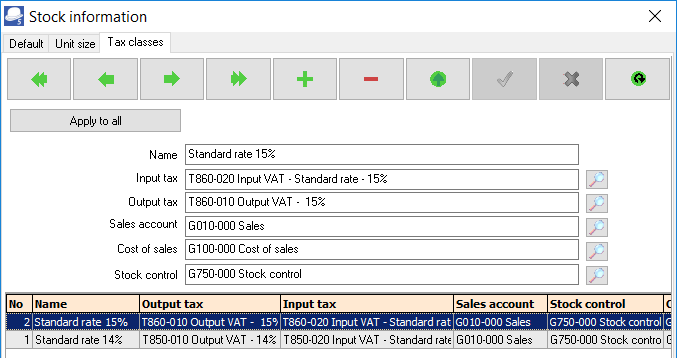 Stock information
Default Unit size Tax classes
Apply to all
Name Standard rate 15%
Input tax T860-020 Input VAT - Standard rate - 15%
Output tax T860-010 Output VAT - 15%
Sales account G010-000 Sales
Cost of sales G100-000 Cost of sales
Stock control G750-000 Stock control
No Name Output tax Input tax Sales account Stock control C
2 Standard rate 15% T860-010 Output VAT - 15% T860-020 Input VAT - Standard rat G010-000 Sales G750-000 Stock control G
1 Standard rate 14% T850-010 Output VAT - 14% T850-020 Input VAT - Standard rat G010-000 Sales G750-000 Stock control G